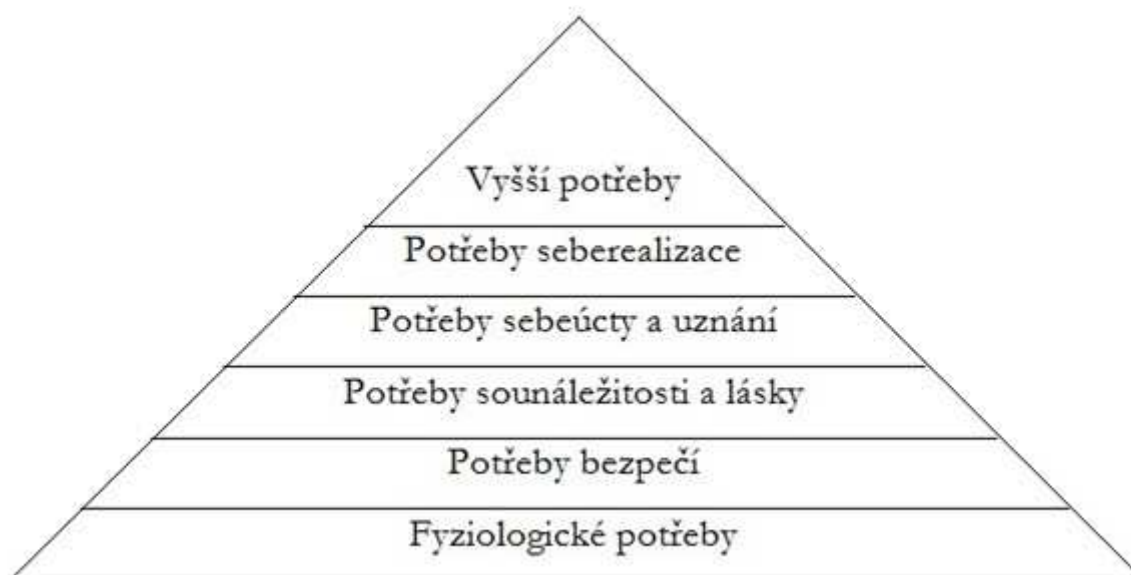 Vyšší potřeby
Potřeby seberealizace
Potřeby sebeúcty a uznání
Potřeby sounáležitosti a lásky
Potřeby bezpečí
Fyziologické potřeby